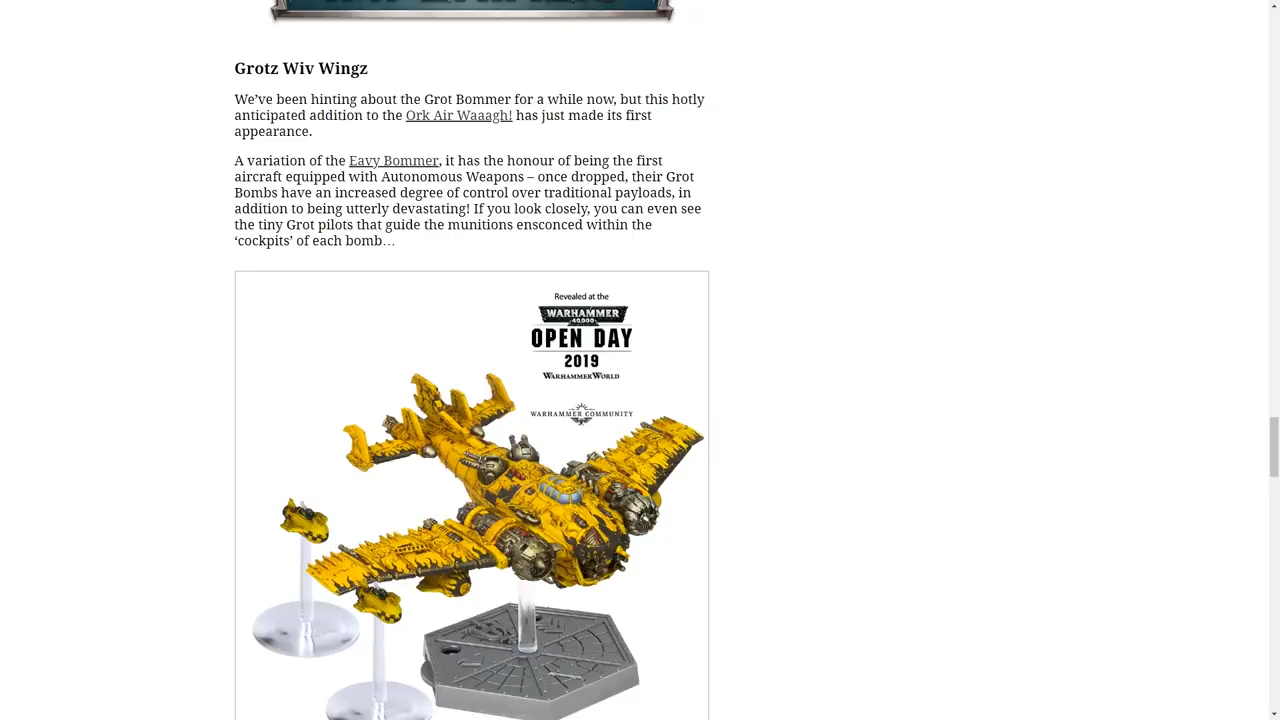 Grotz Wiv Wingz
We’ve been hinting about the Grot Bommer for a while now, but this hotly
anticipated addition to the Ork Air Waaagh! has just made its first
appearance.
A variation of the Eavy Bommer, it has the honour of being the first
aircraft equipped with Autonomous Weapons – once dropped, their Grot
Bombs have an increased degree of control over traditional payloads, in
addition to being utterly devastating! If you look closely, you can even see
the tiny Grot pilots that guide the munitions ensconced within the
‘cockpits’ of each bomb…
Revealed at the
WARHAMMER
40,000
OPEN DAY
2019
WARHAMMER WORLD
WARHAMMER COMMUNITY